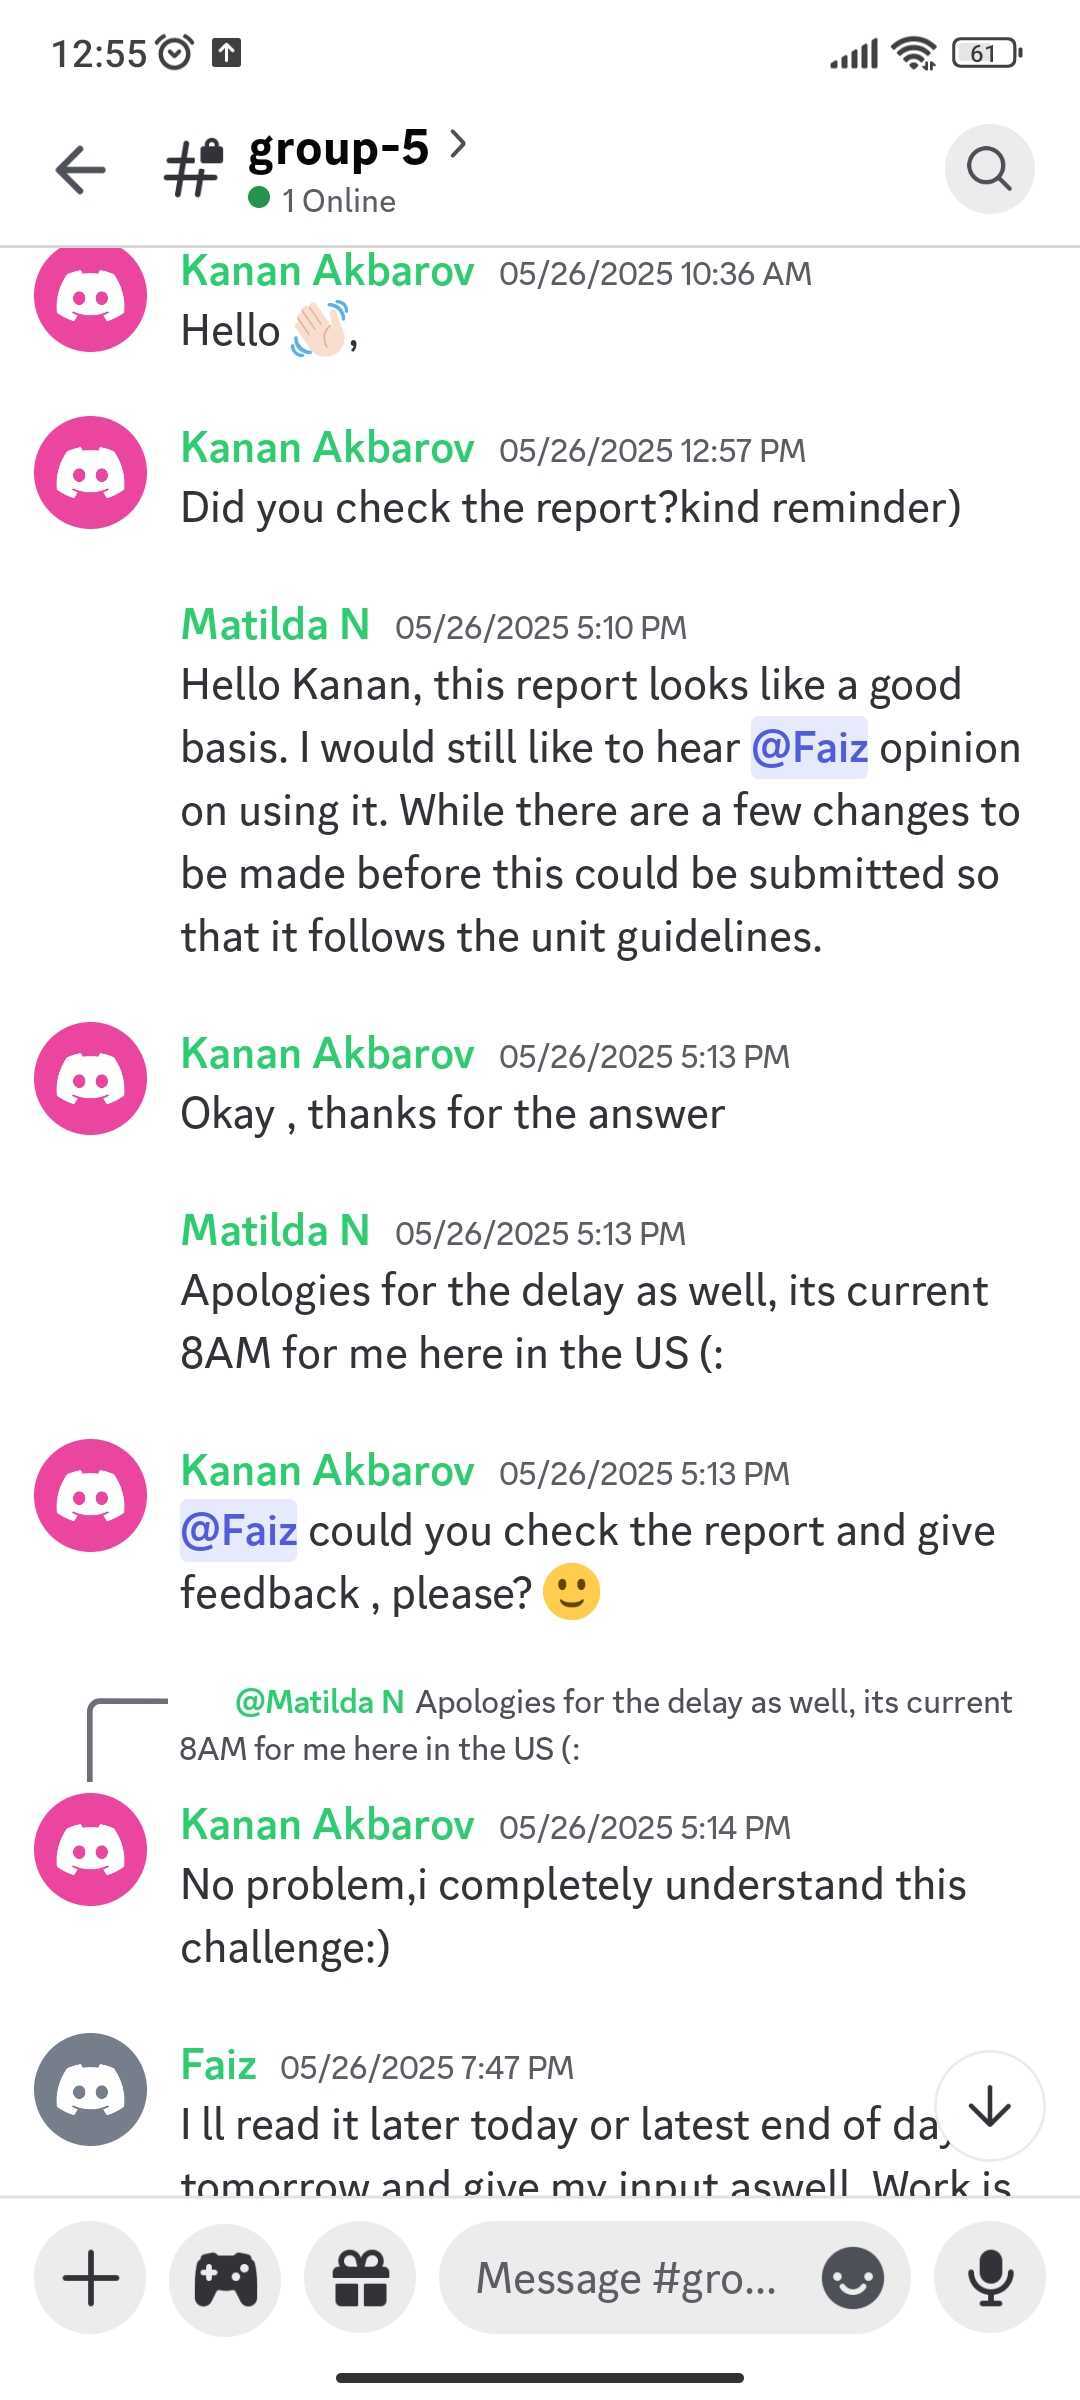 12:55
61
group-5
1 Online
Kanan Akbarov 05/26/2025 10:36 AM
Hello 👋🏻,
Kanan Akbarov 05/26/2025 12:57 PM
Did you check the report?kind reminder)
Matilda N 05/26/2025 5:10 PM
Hello Kanan, this report looks like a good
basis. I would still like to hear @Faiz opinion
on using it. While there are a few changes to
be made before this could be submitted so
that it follows the unit guidelines.
Kanan Akbarov 05/26/2025 5:13 PM
Okay , thanks for the answer
Matilda N 05/26/2025 5:13 PM
Apologies for the delay as well, its current
8AM for me here in the US (:
Kanan Akbarov 05/26/2025 5:13 PM
@Faiz could you check the report and give
feedback , please? 🙂
@Matilda N Apologies for the delay as well, its current
8AM for me here in the US (:
Kanan Akbarov 05/26/2025 5:14 PM
No problem,i completely understand this
challenge:)
Faiz 05/26/2025 7:47 PM
I ll read it later today or latest end of day
tomorrow and give my input aswell. Work is
Message #gro...